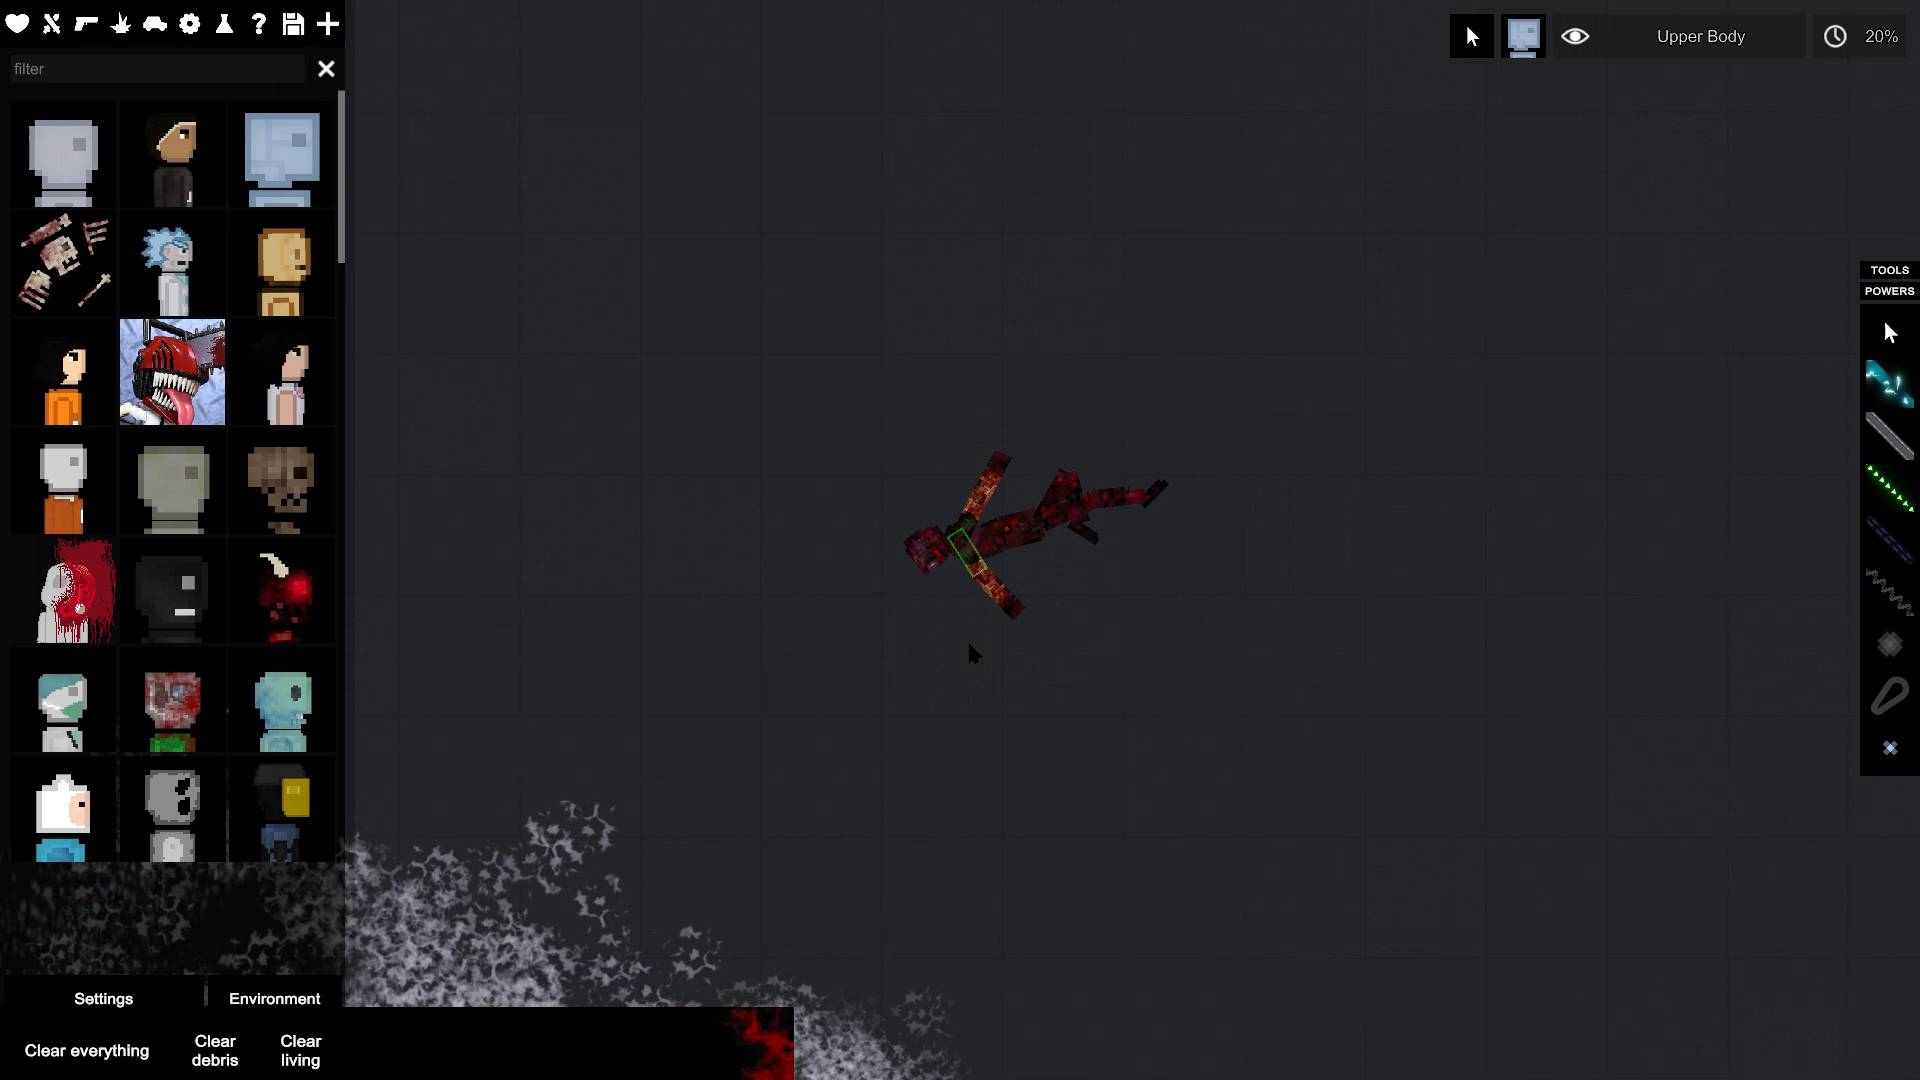 filter
Upper Body
20%
TOOLS
POWERS
Settings
Environment
Clear everything
Clear
debris
Clear
living